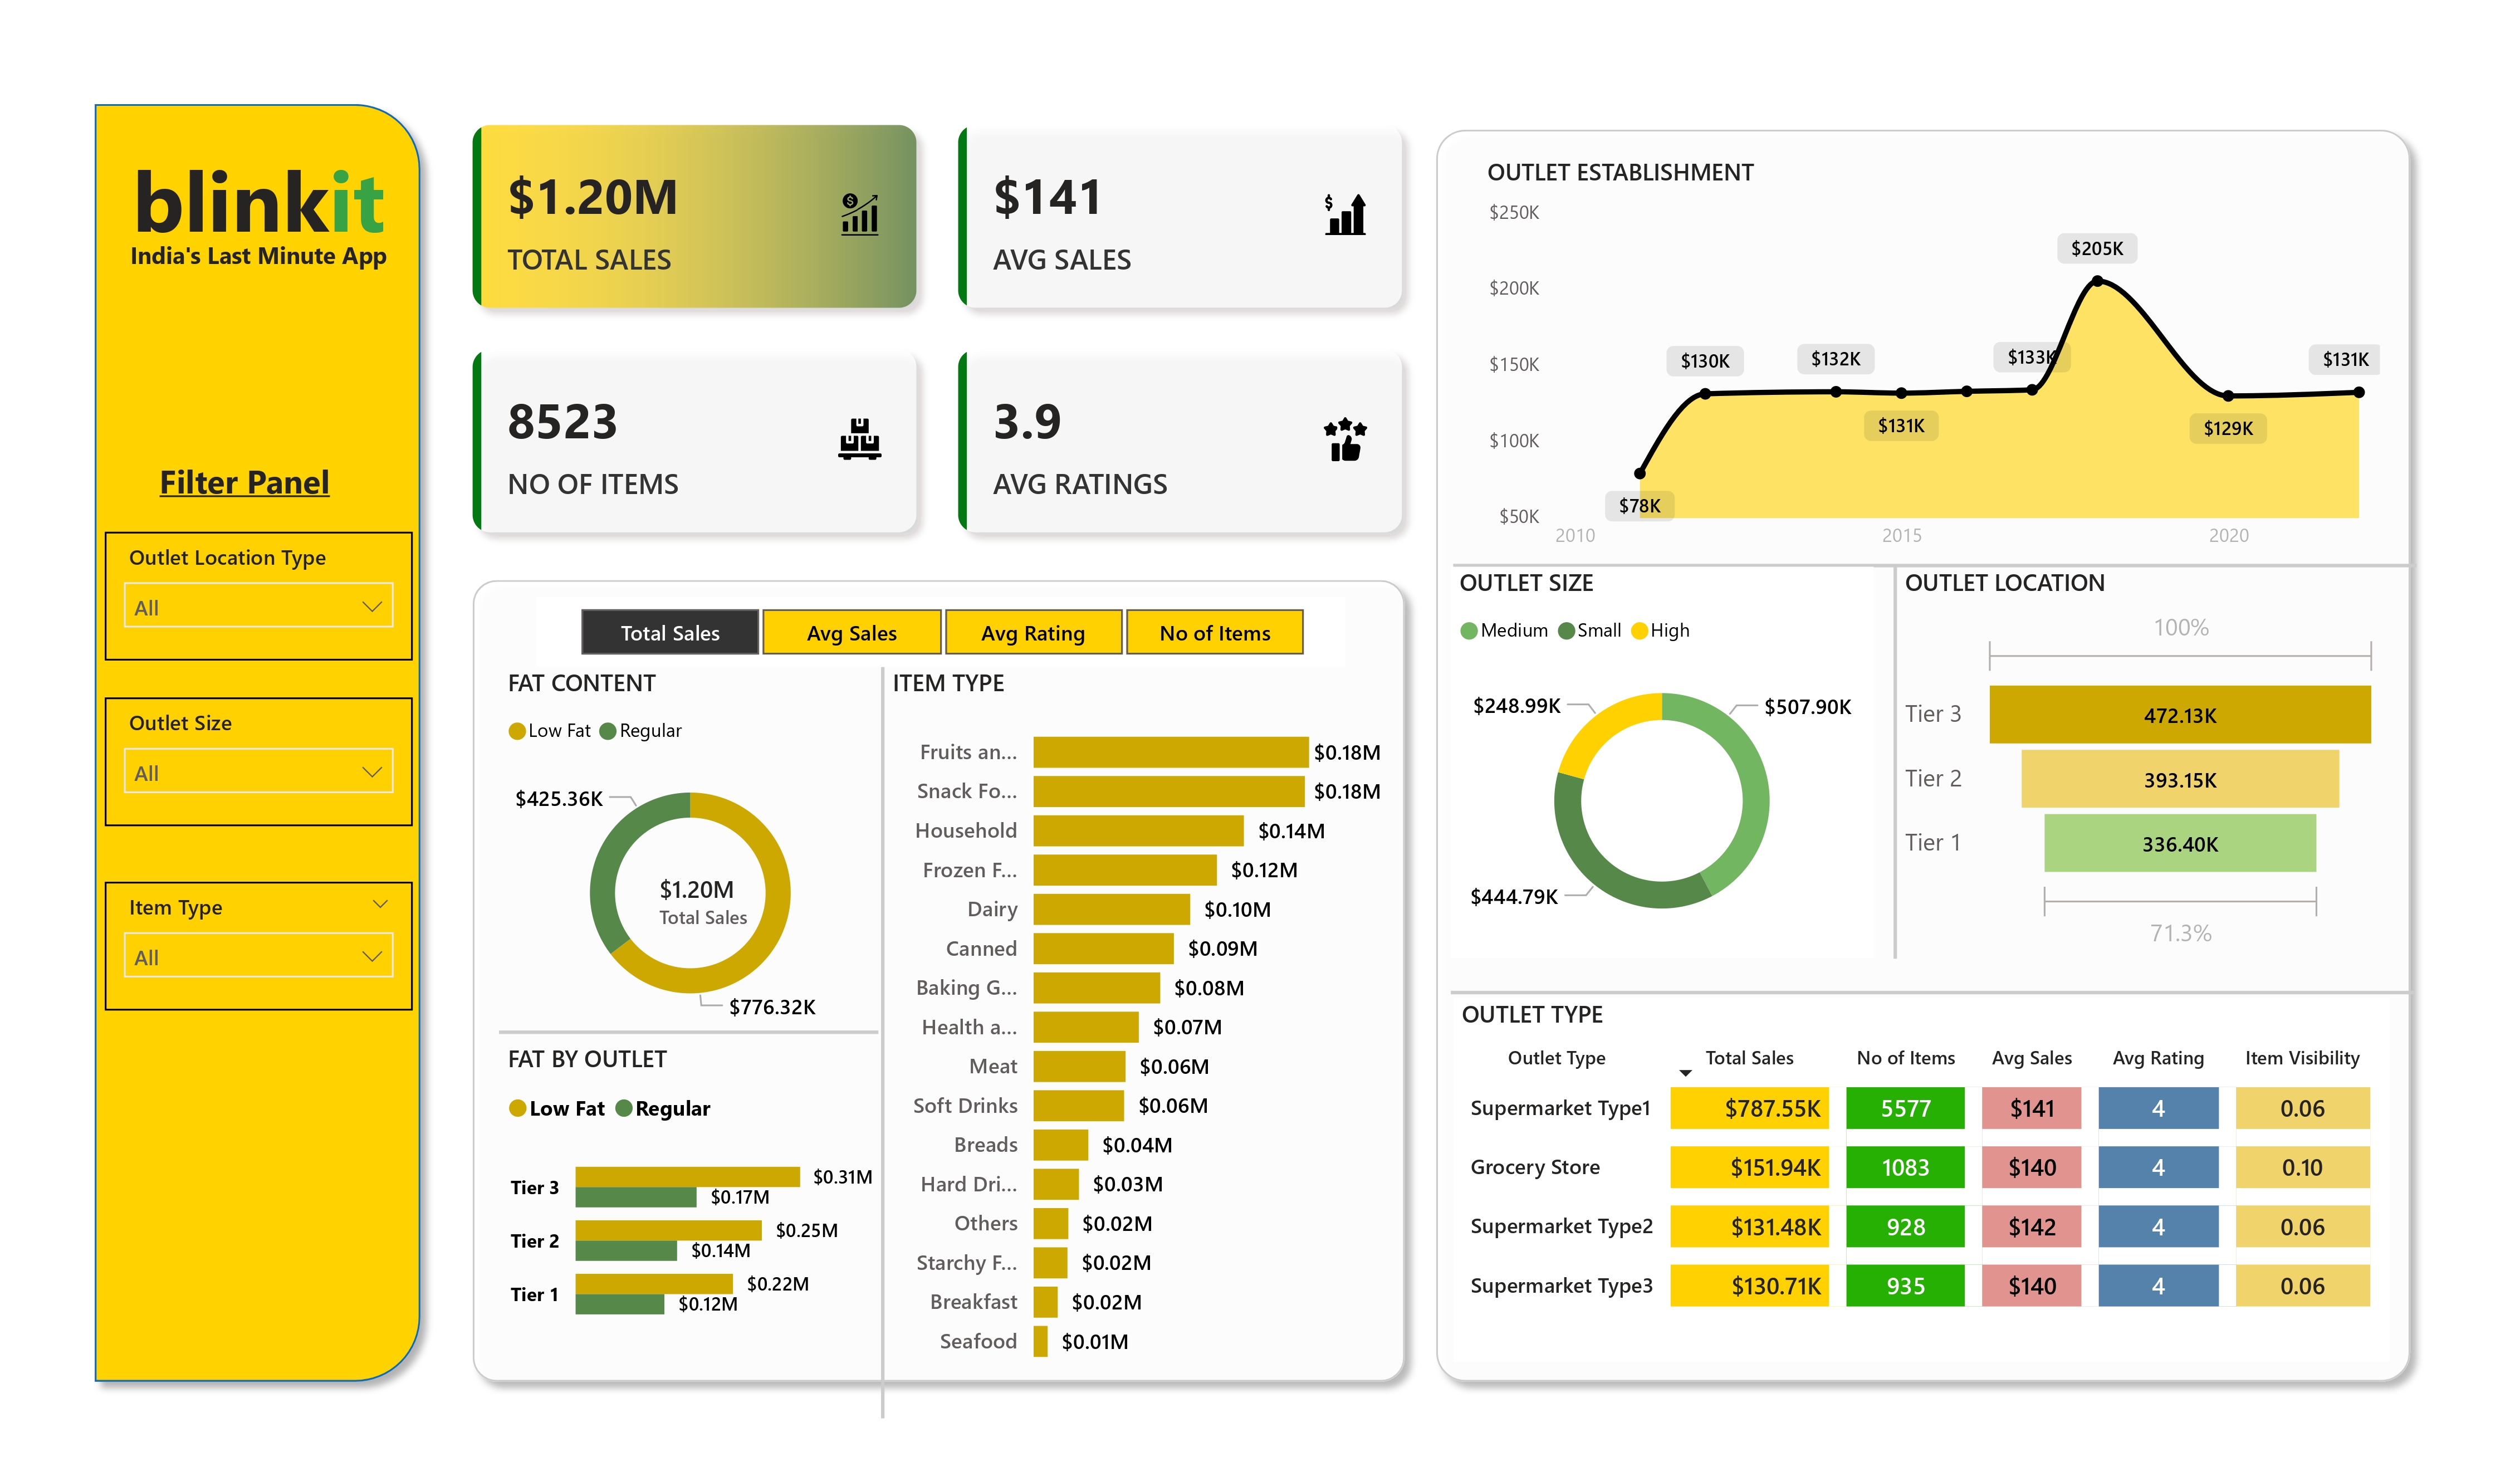 blinkit
India's Last Minute App
Filter Panel
Outlet Location Type
All
Outlet Size
All
Item Type
All
$1.20M
TOTAL SALES
$141
AVG SALES
8523
NO OF ITEMS
3.9
AVG RATINGS
Total Sales Avg Sales Avg Rating No of Items
FAT CONTENT
Low Fat Regular
$425.36K
$1.20M
Total Sales
$776.32K
FAT BY OUTLET
Low Fat Regular
Tier 3 $0.31M
$0.17M
Tier 2 $0.25M
$0.14M
Tier 1 $0.22M
$0.12M
ITEM TYPE
Fruits an... $0.18M
Snack Fo... $0.18M
Household $0.14M
Frozen F... $0.12M
Dairy $0.10M
Canned $0.09M
Baking G... $0.08M
Health a... $0.07M
Meat $0.06M
Soft Drinks $0.06M
Breads $0.04M
Hard Dri... $0.03M
Others $0.02M
Starchy F... $0.02M
Breakfast $0.02M
Seafood $0.01M
OUTLET ESTABLISHMENT
$250K
$205K
$200K
$150K
$130K $132K $133K $131K
$131K $129K
$100K
$78K
$50K
2010 2015 2020
OUTLET SIZE
Medium Small High
$248.99K $507.90K
$444.79K
OUTLET LOCATION
100%
Tier 3 472.13K
Tier 2 393.15K
Tier 1 336.40K
71.3%
OUTLET TYPE
Outlet Type Total Sales No of Items Avg Sales Avg Rating Item Visibility
Supermarket Type1 $787.55K 5577 $141 4 0.06
Grocery Store $151.94K 1083 $140 4 0.10
Supermarket Type2 $131.48K 928 $142 4 0.06
Supermarket Type3 $130.71K 935 $140 4 0.06